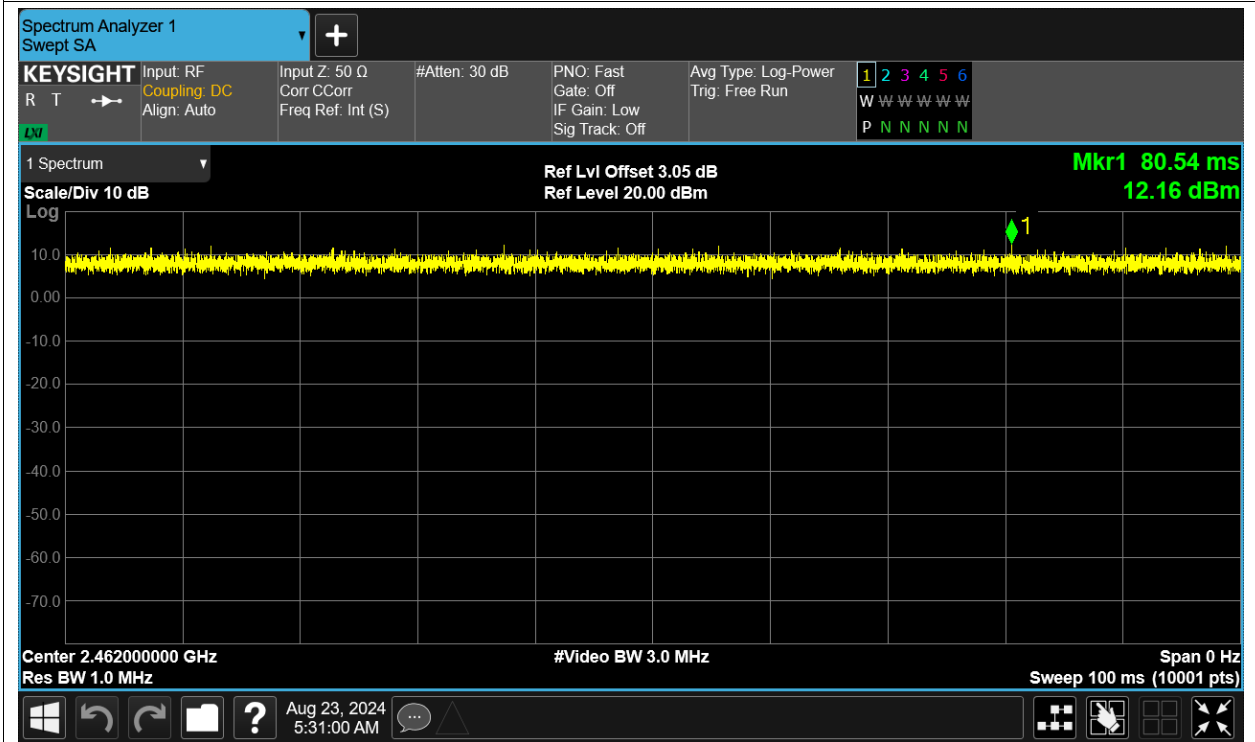 Spectrum Analyzer 1
Swept SA
+
KEYSIGHT
R T
LXI
Input: RF
Coupling: DC
Align: Auto
Input Z: 50 Ω
Corr CCorr
Freq Ref: Int (S)
#Atten: 30 dB
PNO: Fast
Gate: Off
IF Gain: Low
Sig Track: Off
Avg Type: Log-Power
Trig: Free Run
1 2 3 4 5 6
W W W W W W
P N N N N N
1 Spectrum
Scale/Div 10 dB
Log
Ref Lvl Offset 3.05 dB
Ref Level 20.00 dBm
Mkr1 80.54 ms
12.16 dBm
1
10.0
0.00
-10.0
-20.0
-30.0
-40.0
-50.0
-60.0
-70.0
Center 2.462000000 GHz
Res BW 1.0 MHz
#Video BW 3.0 MHz
Span 0 Hz
Sweep 100 ms (10001 pts)
?
Aug 23, 2024
5:31:00 AM